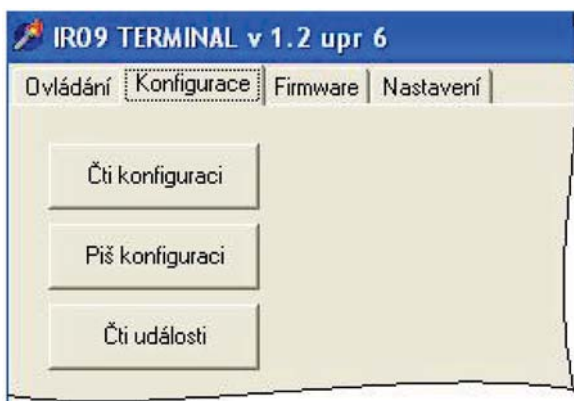 IR09 TERMINAL v 1.2 upr 6
Ovládání Konfigurace Firmware Nastavení
Čti konfiguraci
Piš konfiguraci
Čti události